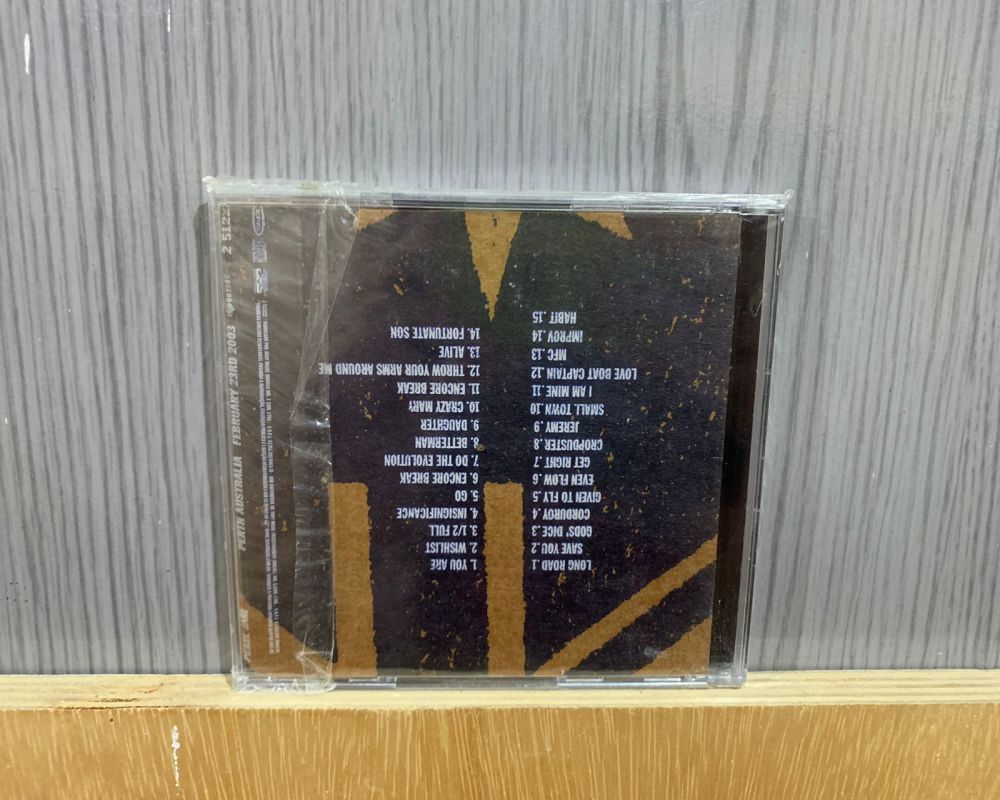 LONG ROAD .1
SAVE YOU .2
GODS' DICE .3
CORDUROY .4
GIVEN TO FLY .5
EVEN FLOW .6
GET RIGHT .7
CROPDUSTER .8
JEREMY .9
SMALL TOWN .10
I AM MINE .11
LOVE BOAT CAPTAIN .12
MFC .13
IMPROV .14
HABIT .15
1. YOU ARE
2. WISHLIST
3. 1/2 FULL
4. INSIGNIFICANCE
5. GO
6. ENCORE BREAK
7. DO THE EVOLUTION
8. BETTERMAN
9. DAUGHTER
10. CRAZY MARY
11. ENCORE BREAK
12. THROW YOUR ARMS AROUND ME
13. ALIVE
14. FORTUNATE SON
PEARL JAM PERTH AUSTRALIA FEBRUARY 23RD 2003